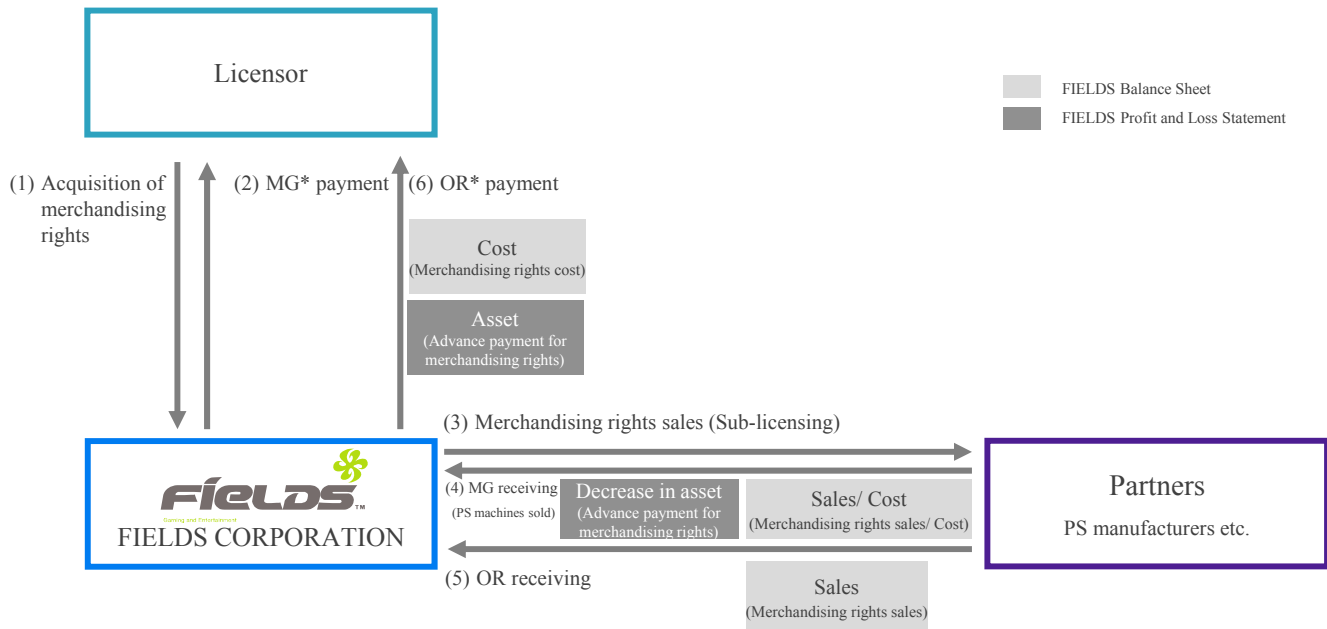 Licensor
FIELDS Balance Sheet
FIELDS Profit and Loss Statement
(1) Acquisition of
merchandising
rights
(2) MG* payment
(6) OR* payment
Cost
(Merchandising rights cost)
Asset
(Advance payment for
merchandising rights)
(3) Merchandising rights sales (Sub-licensing)
FIELDS TM
Gaming and Entertainment
FIELDS CORPORATION
(4) MG receiving
(PS machines sold)
Decrease in asset
(Advance payment for
merchandising rights)
Sales/ Cost
(Merchandising rights sales/ Cost)
Partners
PS manufacturers etc.
(5) OR receiving
Sales
(Merchandising rights sales)